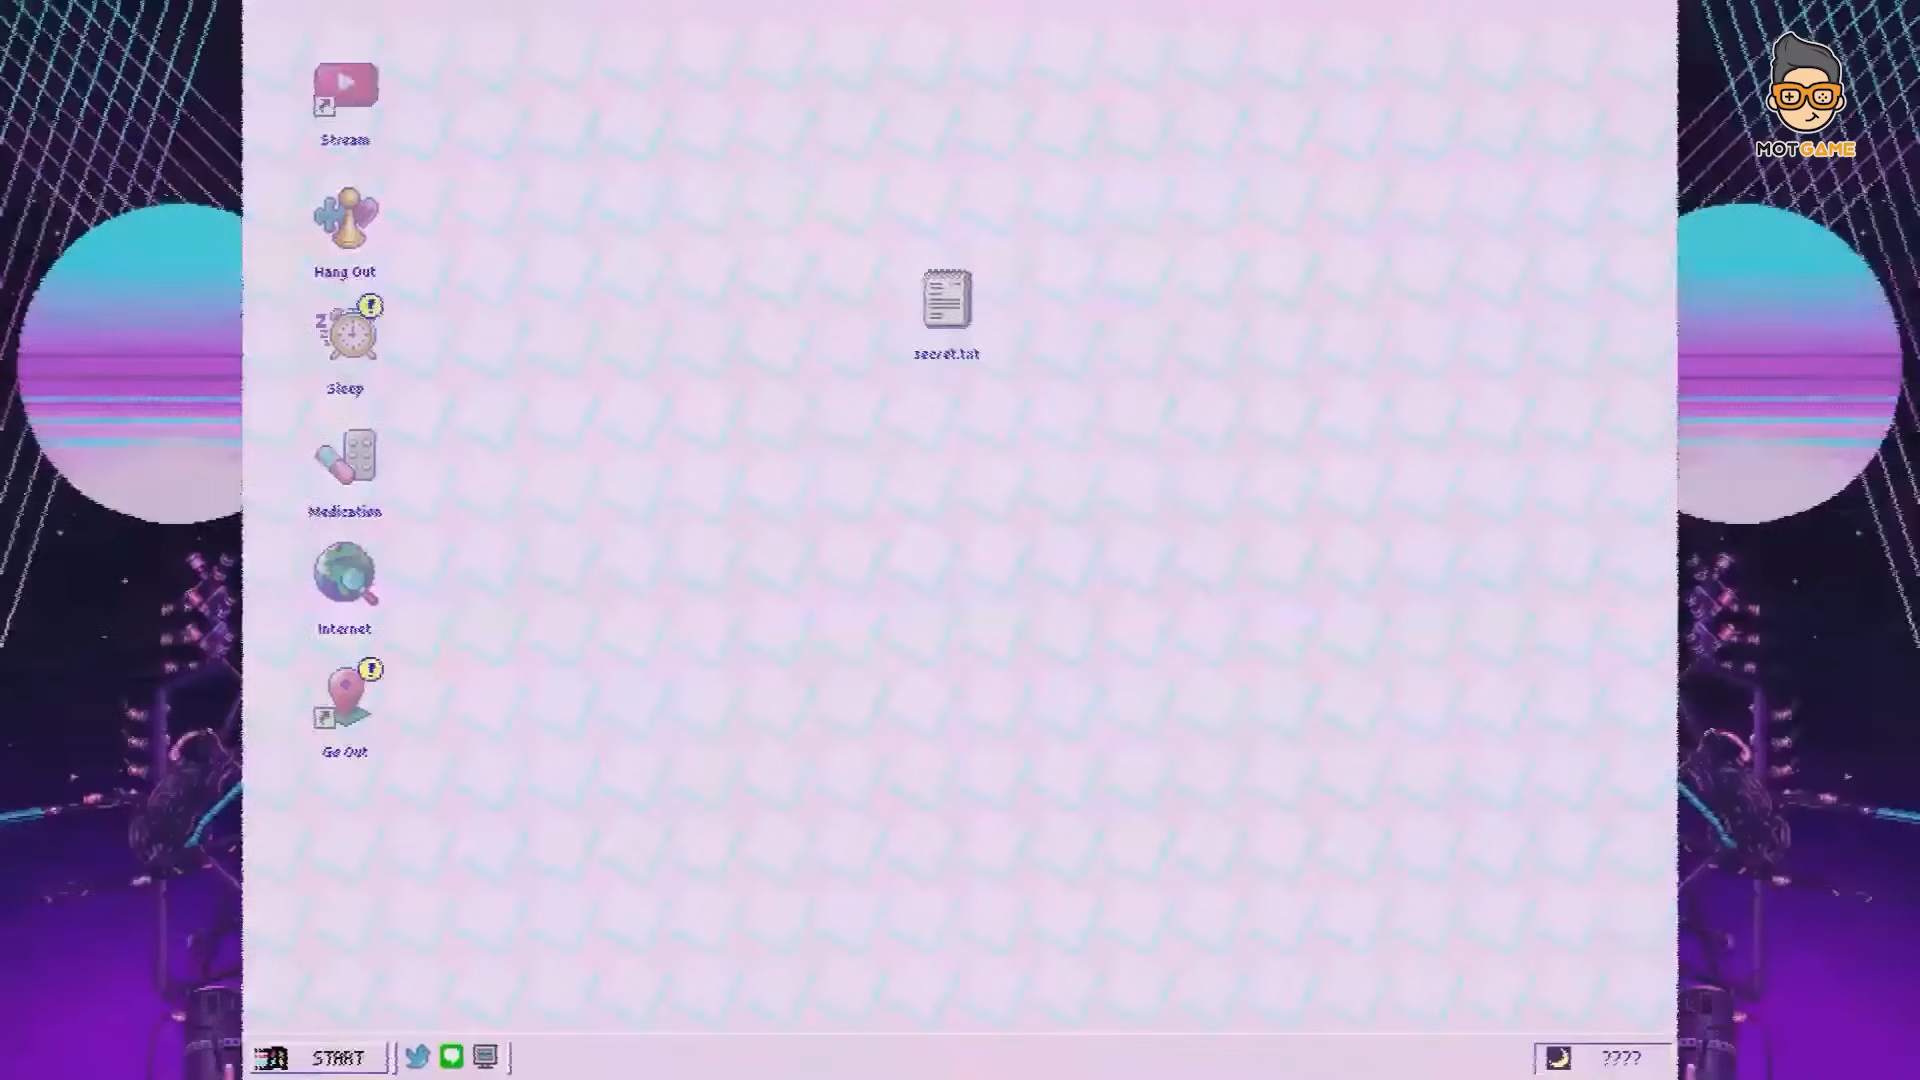 Stream
MOTGAME
Hang Out
secret.txt
Sleep
Medication
Internet
Go Out
START
????